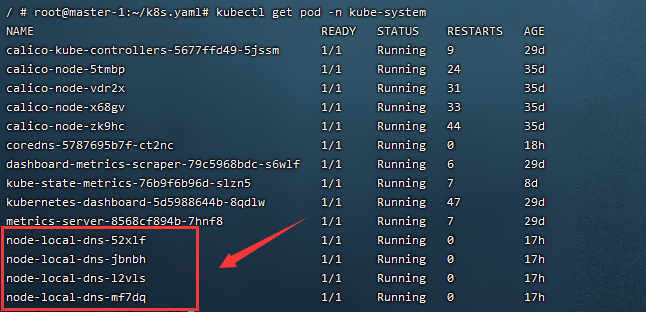 / # root@master-1:~/k8s.yaml# kubectl get pod -n kube-system
NAME READY STATUS RESTARTS AGE
calico-kube-controllers-5677ffd49-5jssm 1/1 Running 9 29d
calico-node-5tmbp 1/1 Running 24 35d
calico-node-vdr2x 1/1 Running 31 35d
calico-node-x68gv 1/1 Running 33 35d
calico-node-zk9hc 1/1 Running 44 35d
coredns-5787695b7f-ct2nc 1/1 Running 0 18h
dashboard-metrics-scraper-79c5968bdc-s6wlf 1/1 Running 6 29d
kube-state-metrics-76b9f6b96d-slzn5 1/1 Running 7 8d
kubernetes-dashboard-5d5988644b-8qdlw 1/1 Running 47 29d
metrics-server-8568cf894b-7hnf8 1/1 Running 7 29d
node-local-dns-52xlf 1/1 Running 0 17h
node-local-dns-jbnbh 1/1 Running 0 17h
node-local-dns-l2vls 1/1 Running 0 17h
node-local-dns-mf7dq 1/1 Running 0 17h